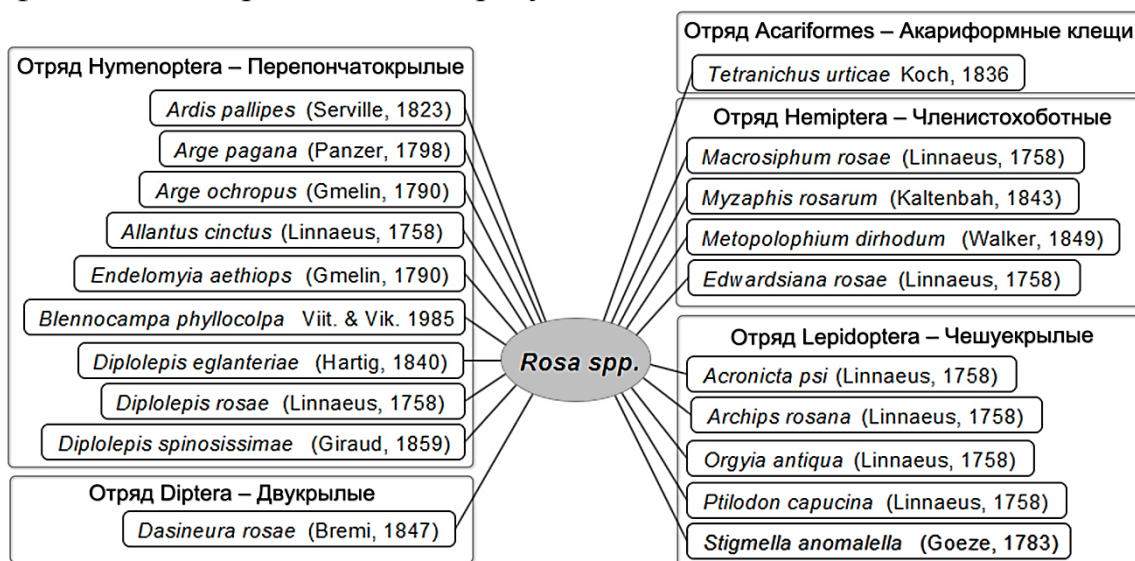 Отряд Hymenoptera – Перепончатокрылые
Ardis pallipes (Serville, 1823)
Arge pagana (Panzer, 1798)
Arge ochropus (Gmelin, 1790)
Allantus cinctus (Linnaeus, 1758)
Endelomyia aethiops (Gmelin, 1790)
Blennocampa phyllocolpa Viit. & Vik. 1985
Diplolepis eglanteriae (Hartig, 1840)
Diplolepis rosae (Linnaeus, 1758)
Diplolepis spinosissimae (Giraud, 1859)
Отряд Diptera – Двукрылые
Dasineura rosae (Bremi, 1847)
Rosa spp.
Отряд Acariformes – Акариформные клещи
Tetranichus urticae Koch, 1836
Отряд Hemiptera – Членистохоботные
Macrosiphum rosae (Linnaeus, 1758)
Myzaphis rosarum (Kaltenbah, 1843)
Metopolophium dirhodum (Walker, 1849)
Edwardsiana rosae (Linnaeus, 1758)
Отряд Lepidoptera – Чешуекрылые
Acronicta psi (Linnaeus, 1758)
Archips rosana (Linnaeus, 1758)
Orgyia antiqua (Linnaeus, 1758)
Ptilodon capucina (Linnaeus, 1758)
Stigmella anomalella (Goeze, 1783)